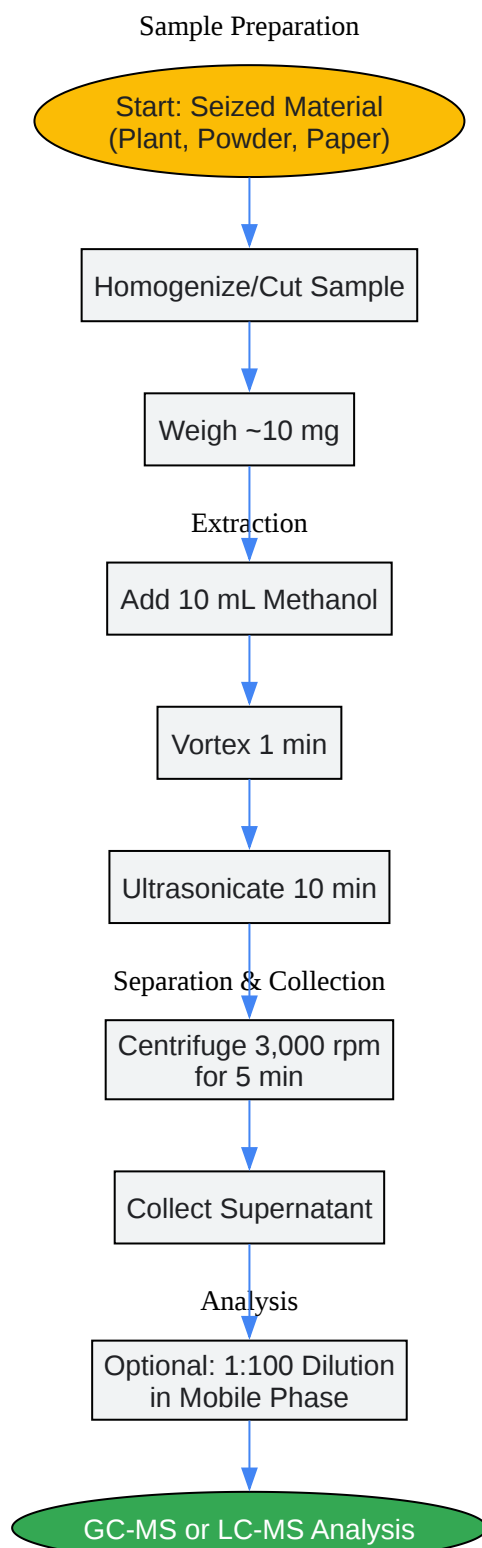 Sample Preparation
Start: Seized Material
(Plant, Powder, Paper)
Homogenize/Cut Sample
Weigh ~10 mg
Extraction
Add 10 mL Methanol
Vortex 1 min
Ultrasonicate 10 min
Separation & Collection
Centrifuge 3,000 rpm
for 5 min
Collect Supernatant
Analysis
Optional: 1:100 Dilution
in Mobile Phase
GC-MS or LC-MS Analysis